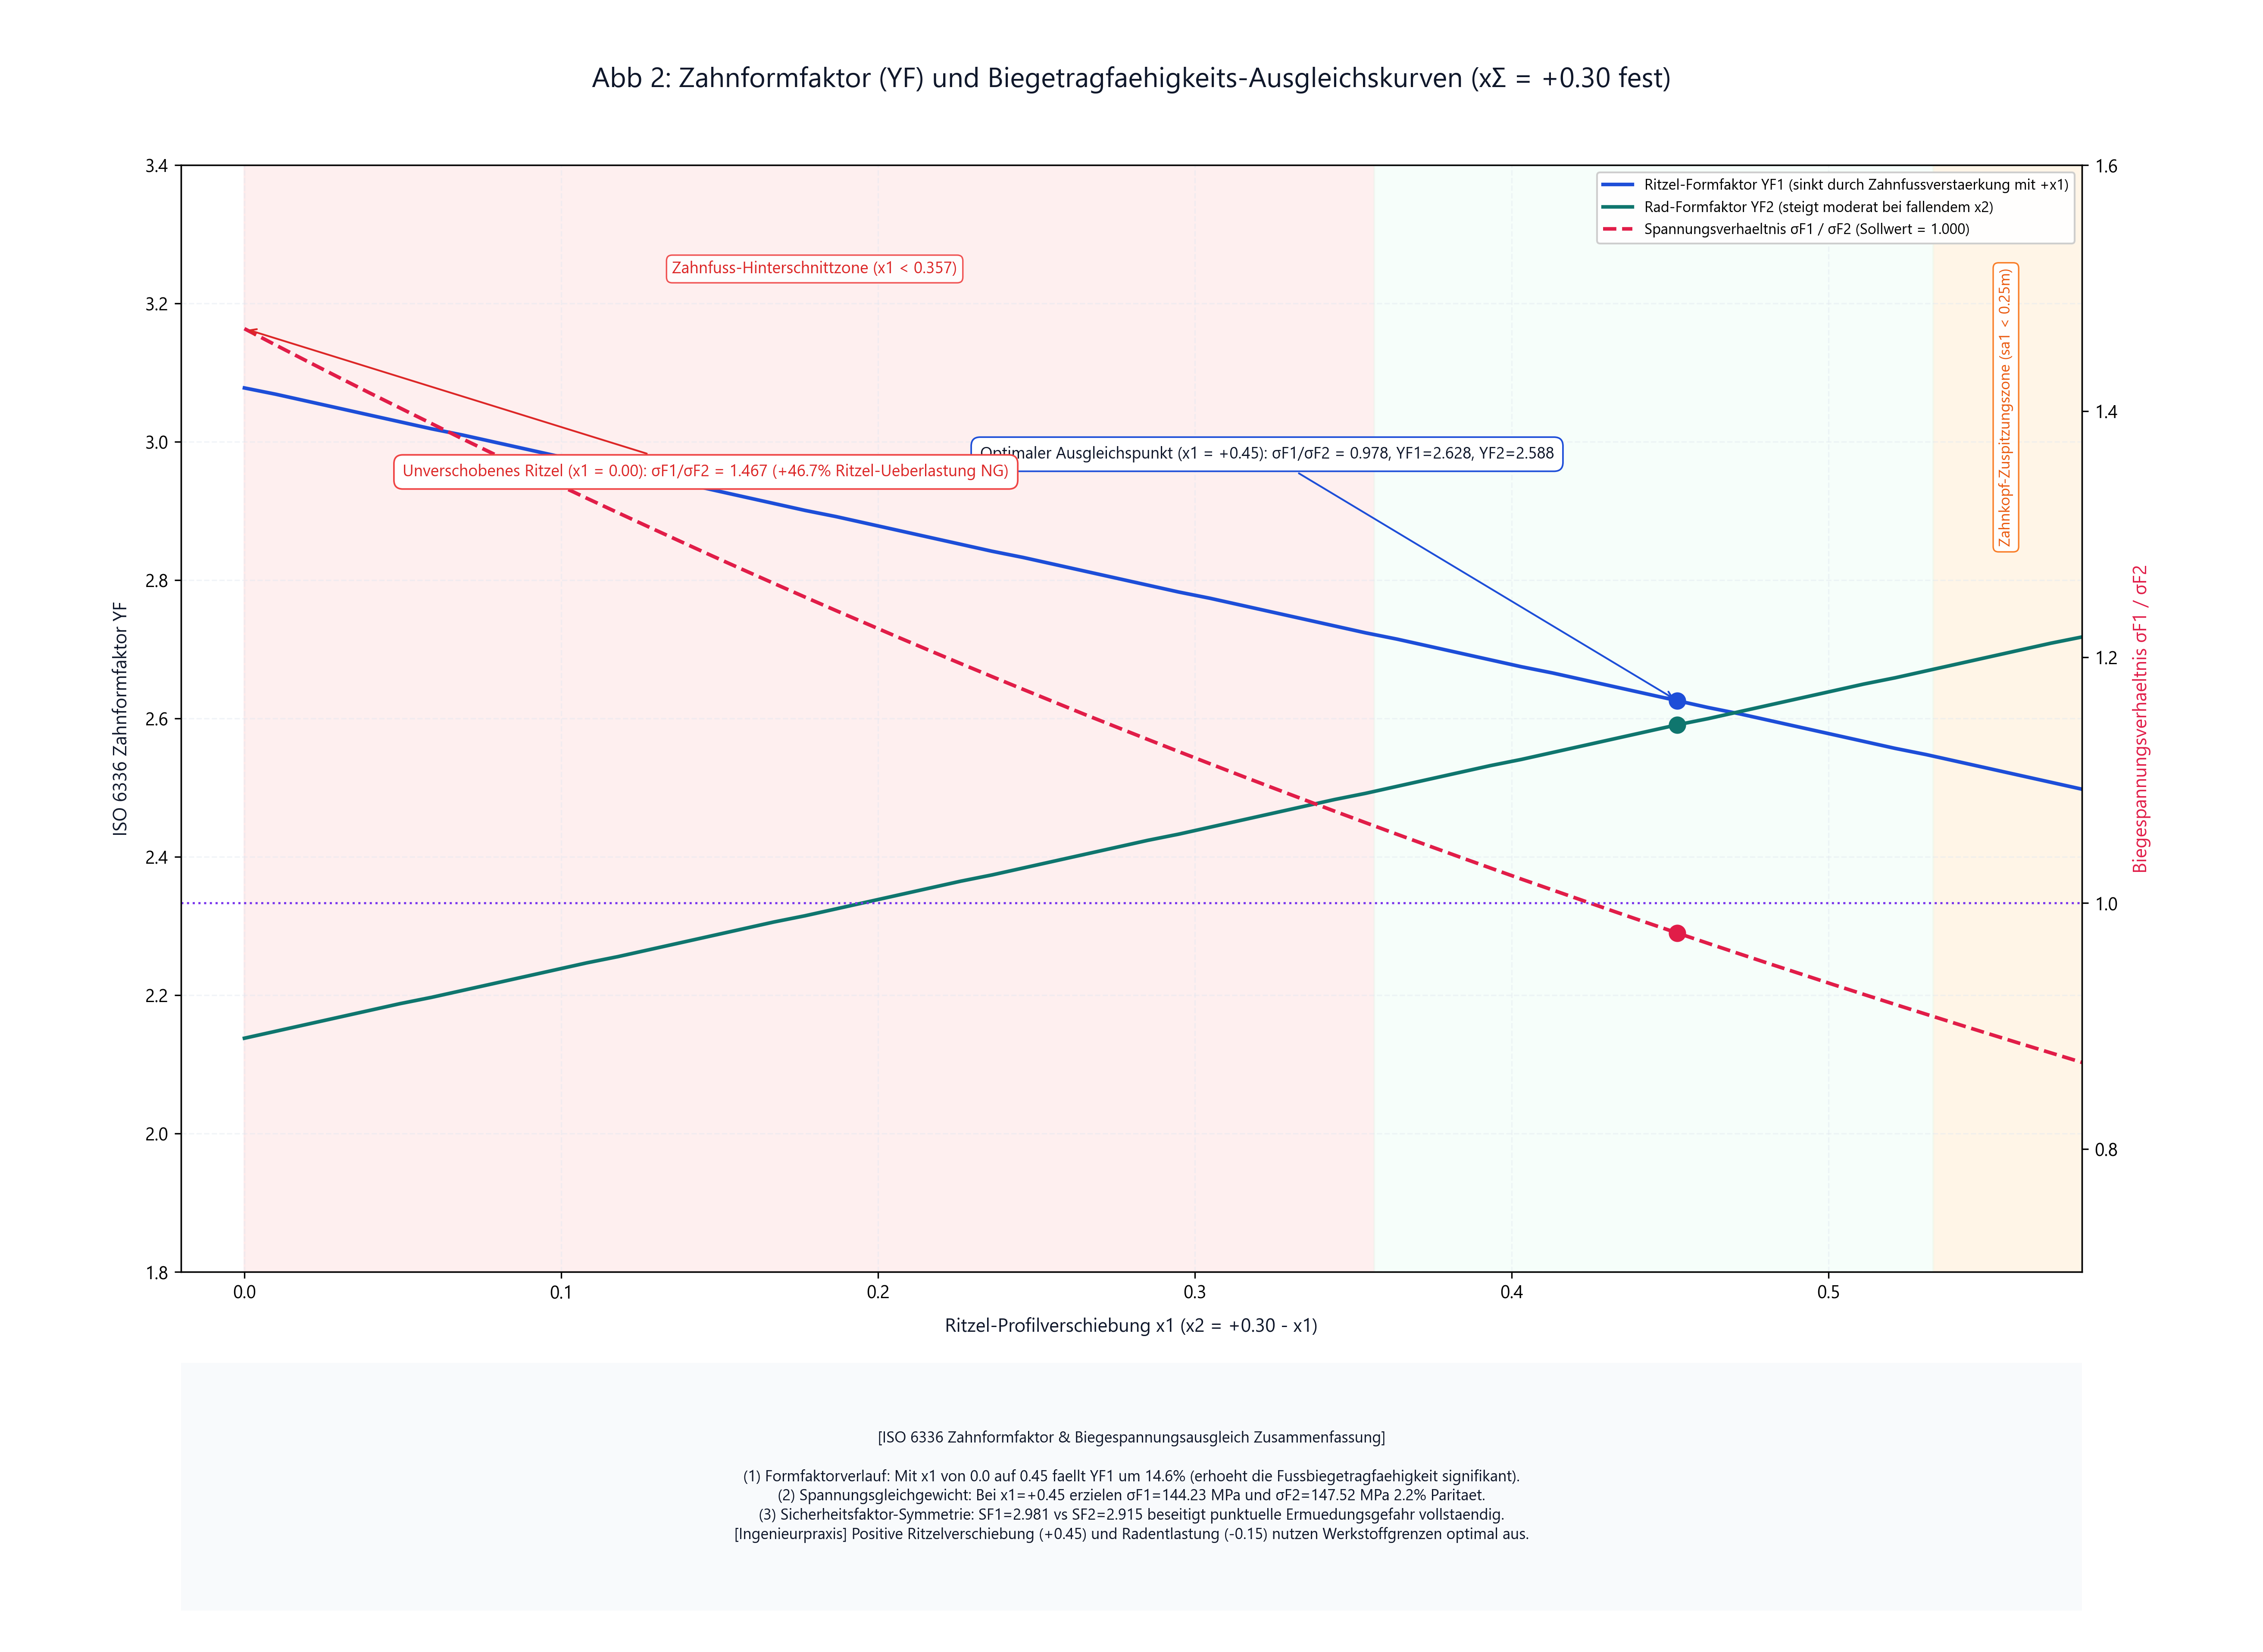 Abb 2: Zahnformfaktor (YF) und Biegetragfaehigkeits-Ausgleichskurven (xΣ = +0.30 fest)
3.4
3.2
3.0
2.8
2.6
2.4
2.2
2.0
1.8
ISO 6336 Zahnformfaktor YF
1.6
1.4
1.2
1.0
0.8
Biegespannungsverhaeltnis σF1 / σF2
Ritzel-Formfaktor YF1 (sinkt durch Zahnfussverstaerkung mit +x1)
Rad-Formfaktor YF2 (steigt moderat bei fallendem x2)
Spannungsverhaeltnis σF1 / σF2 (Sollwert = 1.000)
Zahnfuss-Hinterschnittzone (x1 < 0.357)
Zahnkopf-Zuspitzungszone (sa1 < 0.25m)
Optimaler Ausgleichspunkt (x1 = +0.45): σF1/σF2 = 0.978, YF1=2.628, YF2=2.588
Unverschobenes Ritzel (x1 = 0.00): σF1/σF2 = 1.467 (+46.7% Ritzel-Ueberlastung NG)
0.0 0.1 0.2 0.3 0.4 0.5
Ritzel-Profilverschiebung x1 (x2 = +0.30 - x1)
[ISO 6336 Zahnformfaktor & Biegespannungsausgleich Zusammenfassung]
(1) Formfaktorverlauf: Mit x1 von 0.0 auf 0.45 faellt YF1 um 14.6% (erhoeht die Fussbiegetragfaehigkeit signifikant).
(2) Spannungsgleichgewicht: Bei x1=+0.45 erzielen σF1=144.23 MPa und σF2=147.52 MPa 2.2% Paritaet.
(3) Sicherheitsfaktor-Symmetrie: SF1=2.981 vs SF2=2.915 beseitigt punktuelle Ermuedungsgefahr vollstaendig.
[Ingenieurpraxis] Positive Ritzelverschiebung (+0.45) und Radentlastung (-0.15) nutzen Werkstoffgrenzen optimal aus.